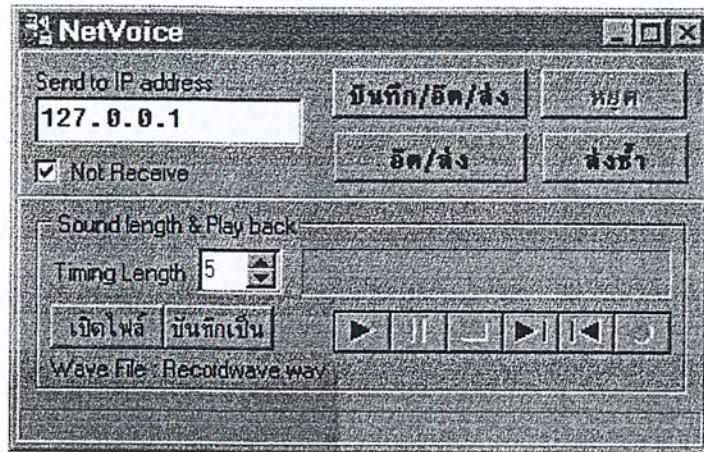 NetVoice
Send to IP address
127.0.0.1
Not Receive
บันทึก/อัด/ส่ง
หยุด
อัด/ส่ง
ส่งซ้ำ
Sound length & Play back
Timing Length 5
เปิดไฟล์ บันทึกเป็น
Wave File : Recordwave.wav